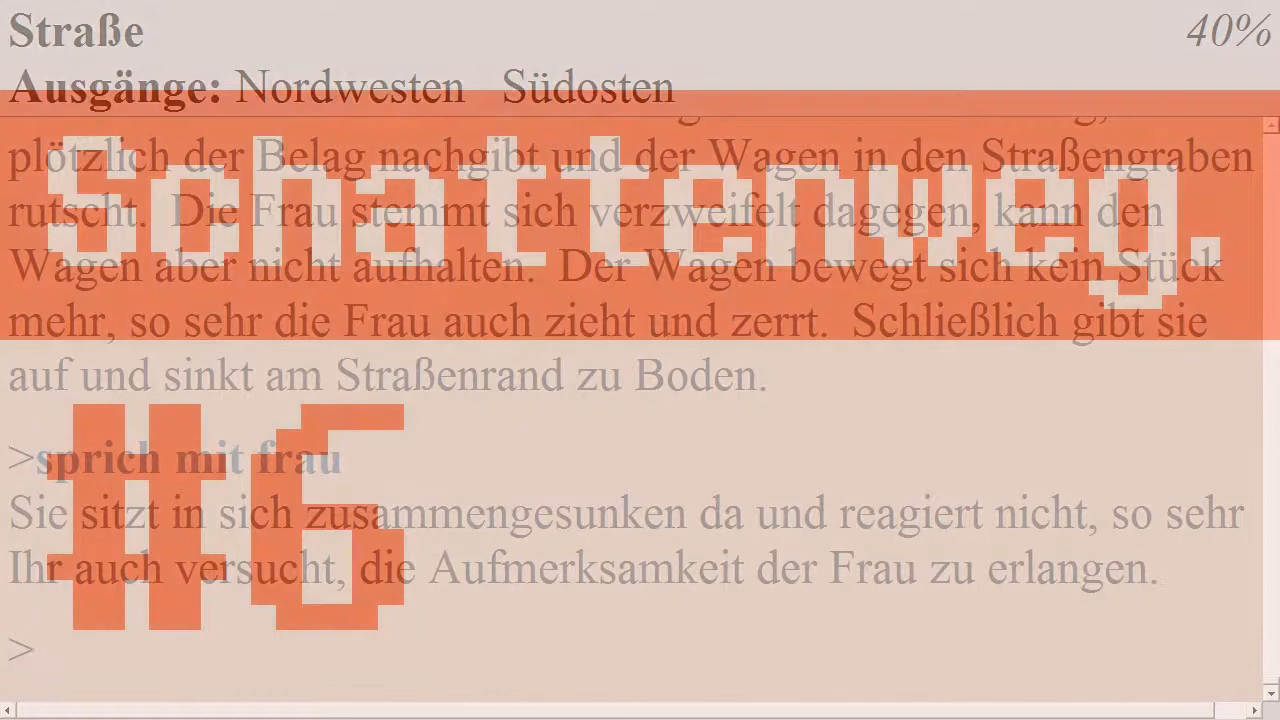 Straße 40%
Ausgänge: Nordwesten Südosten
plötzlich der Belag nachgibt und der Wagen in den Straßengraben
rutscht. Die Frau stemmt sich verzweifelt dagegen, kann den
Wagen aber nicht aufhalten. Der Wagen bewegt sich kein Stück
mehr, so sehr die Frau auch zieht und zerrt. Schließlich gibt sie
auf und sinkt am Straßenrand zu Boden.
Schattenweg.
#6
>sprich mit frau
Sie sitzt in sich zusammengesunken da und reagiert nicht, so sehr
Ihr auch versucht, die Aufmerksamkeit der Frau zu erlangen.
>